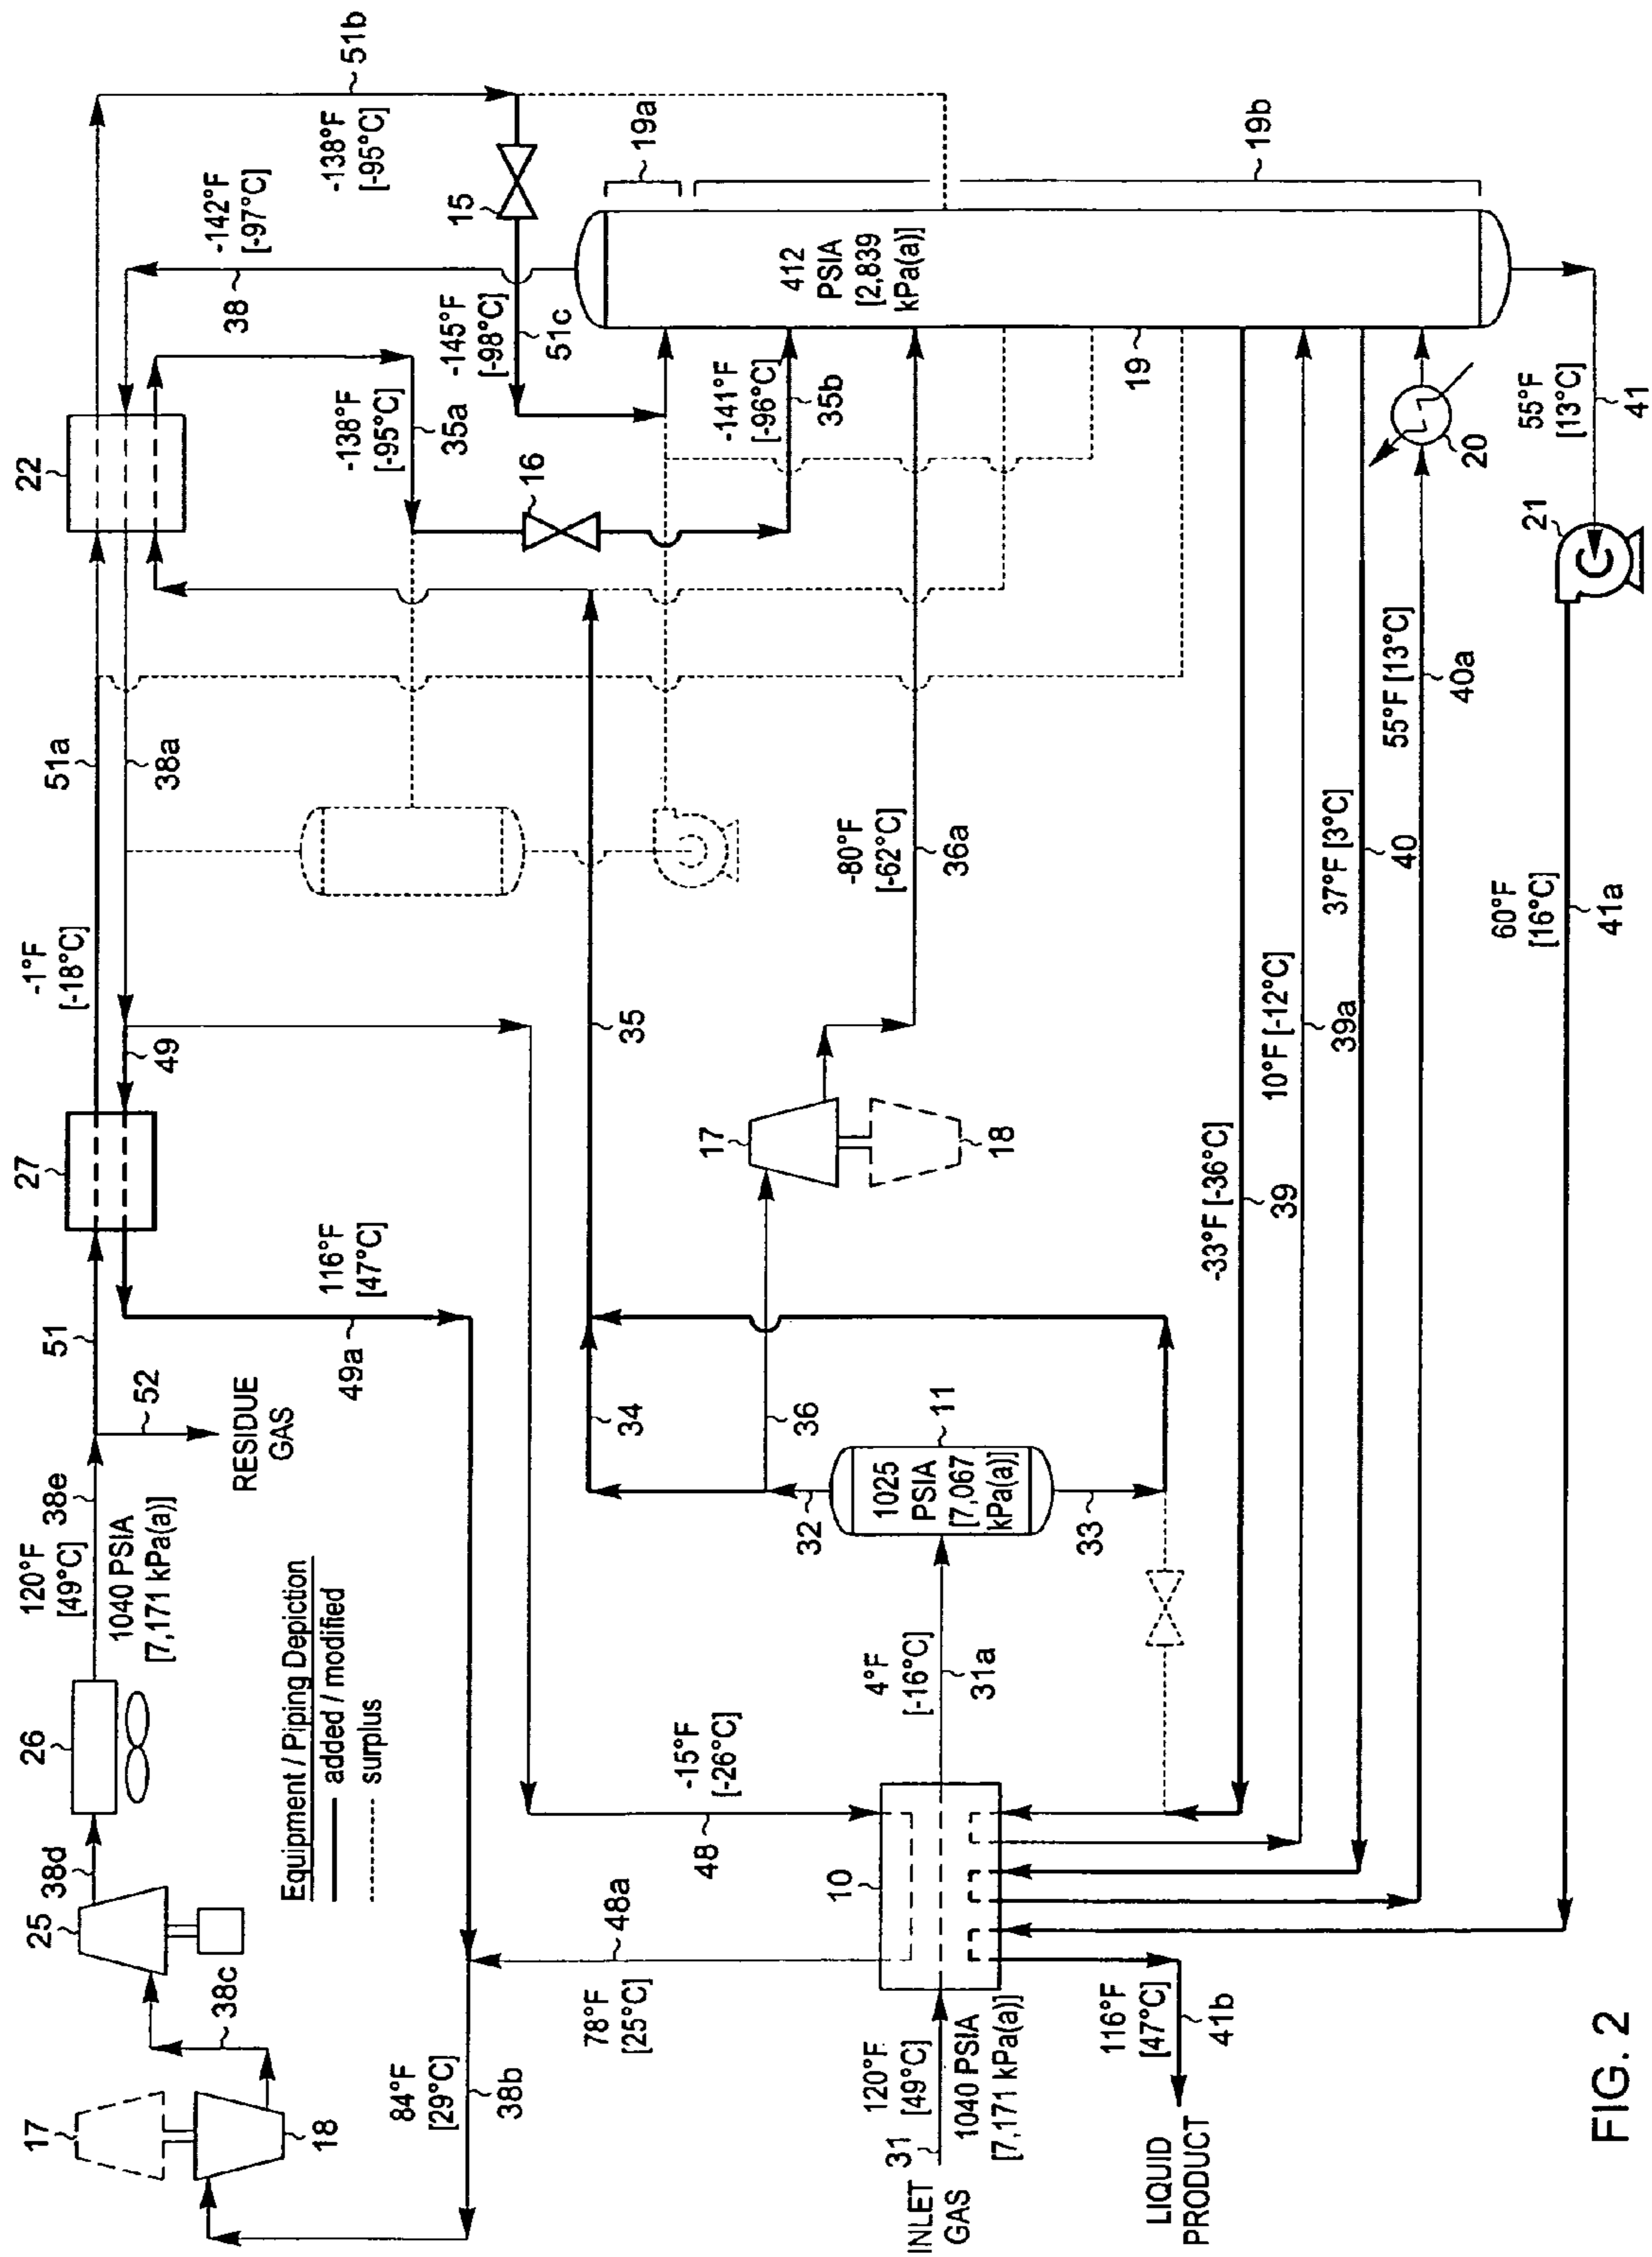 120°F
[49°C]
38e
1040 PSIA
[7,171 kPa(a)]
51
52
RESIDUE
GAS
27
-1°F
[-18°C]
51a
22
-142°F
[-97°C]
38
51b
-138°F
[-95°C]
15
19a
19b
26
25
38d
38c
17
18
49
49a
116°F
[47°C]
38a
-138°F
[-95°C]
35a
16
-145°F
[-98°C]
51c
-141°F
[-96°C]
35b
412
PSIA
[2,839
kPa(a)]
19
Equipment / Piping Depiction
added / modified
surplus
35
34
36
32
33
11
1025
PSIA
[7,067
kPa(a)]
17
18
-80°F
[-62°C]
36a
84°F
[29°C]
38b
78°F
[25°C]
48a
48
-15°F
[-26°C]
4°F
[-16°C]
31a
10
INLET
GAS
31
120°F
[49°C]
1040 PSIA
[7,171 kPa(a)]
-33°F [-36°C]
39
10°F [-12°C]
39a
37°F [3°C]
40
55°F [13°C]
40a
20
55°F
[13°C]
41
21
60°F
[16°C]
41a
LIQUID
PRODUCT
116°F
[47°C]
41b
FIG. 2